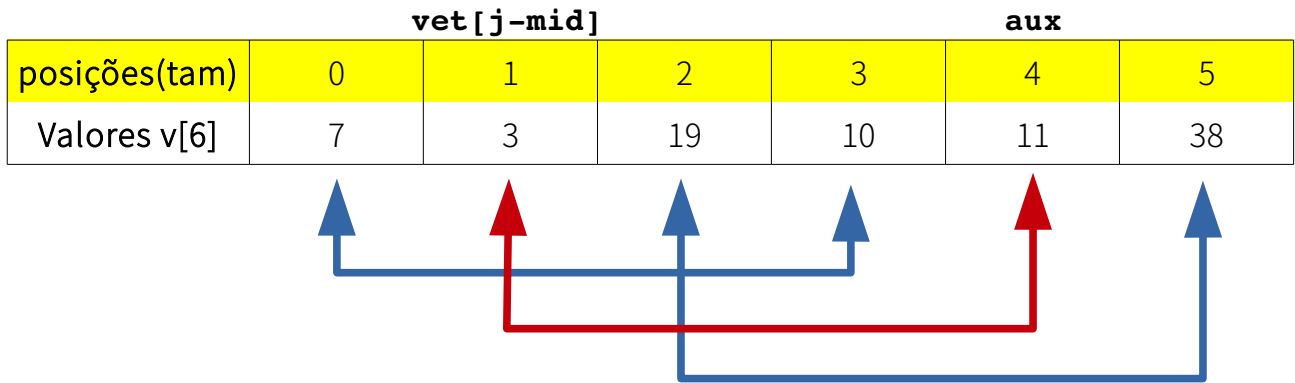 vet[j-mid] aux
posições(tam) 0 1 2 3 4 5
Valores v[6] 7 3 19 10 11 38